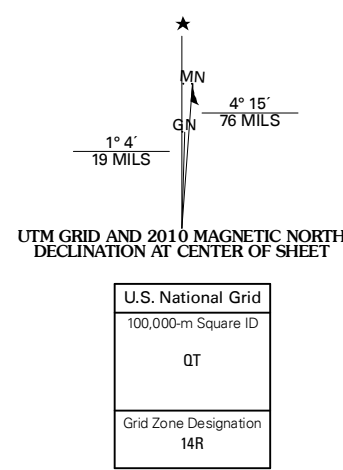 ★
MN
GN
1° 4´
19 MILS
4° 15´
76 MILS
UTM GRID AND 2010 MAGNETIC NORTH
DECLINATION AT CENTER OF SHEET
U.S. National Grid
100,000-m Square ID
QT
Grid Zone Designation
14R